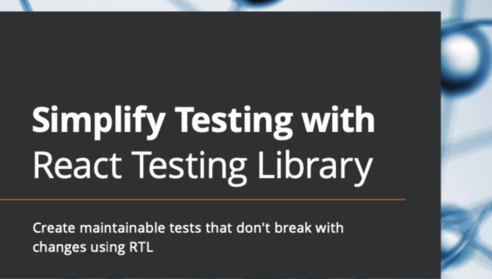 Simplify Testing with
React Testing Library
Create maintainable tests that don't break with
changes using RTL